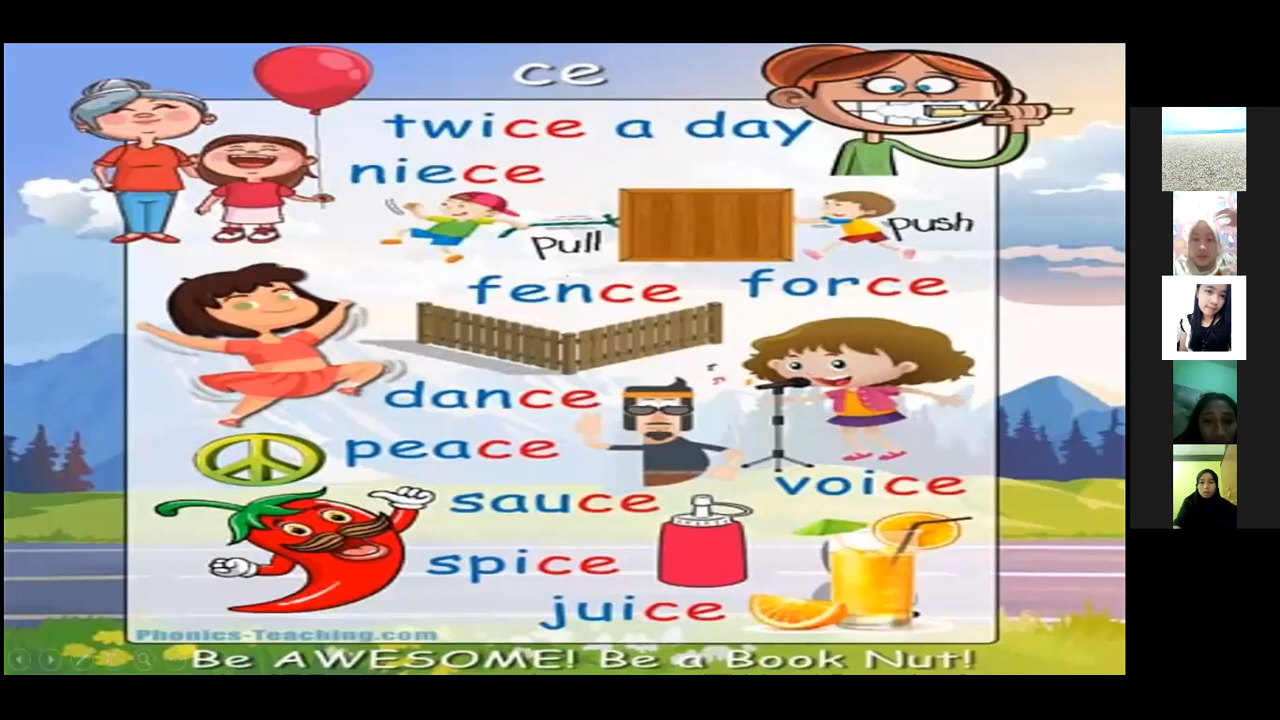 ce
twice a day
niece
pull
push
fence
force
dance
peace
voice
sauce
spice
juice
Phonics-Teaching.com
Be AWESOME! Be a Book Nut!